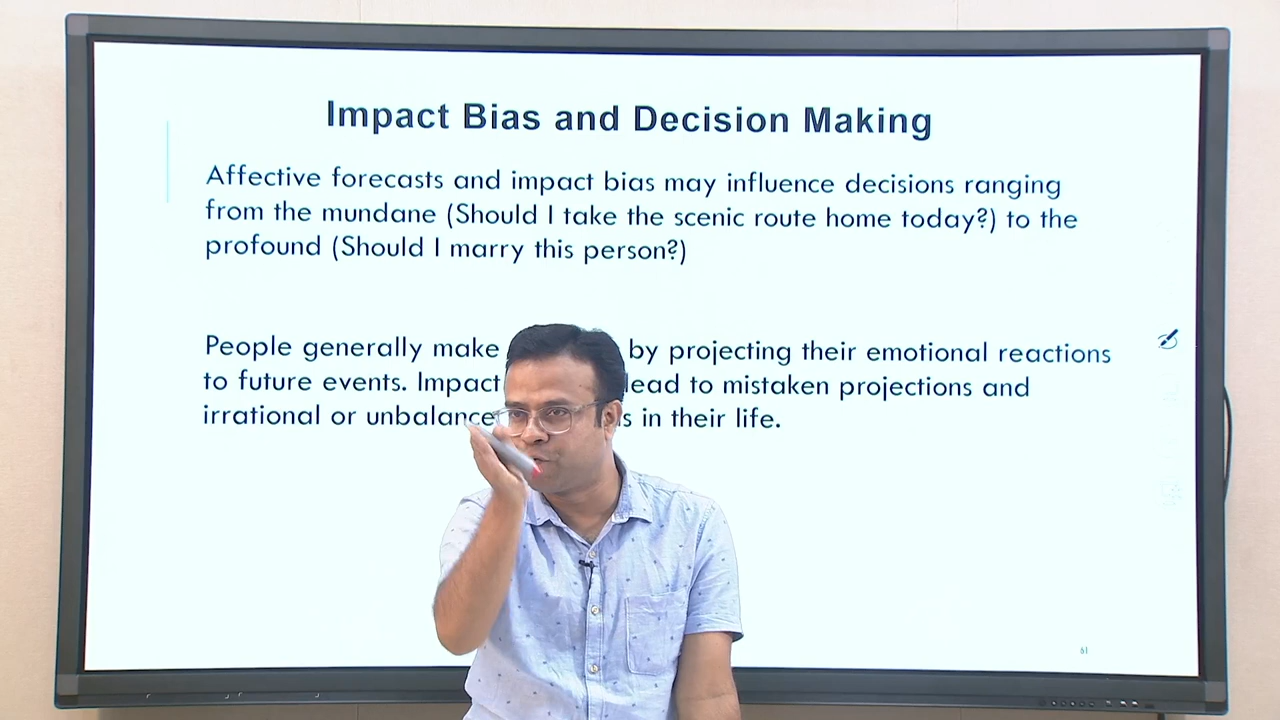 Impact Bias and Decision Making
Affective forecasts and impact bias may influence decisions ranging
from the mundane (Should I take the scenic route home today?) to the
profound (Should I marry this person?)
People generally make by projecting their emotional reactions
to future events. Impact lead to mistaken projections and
irrational or unbalance s in their life.
61